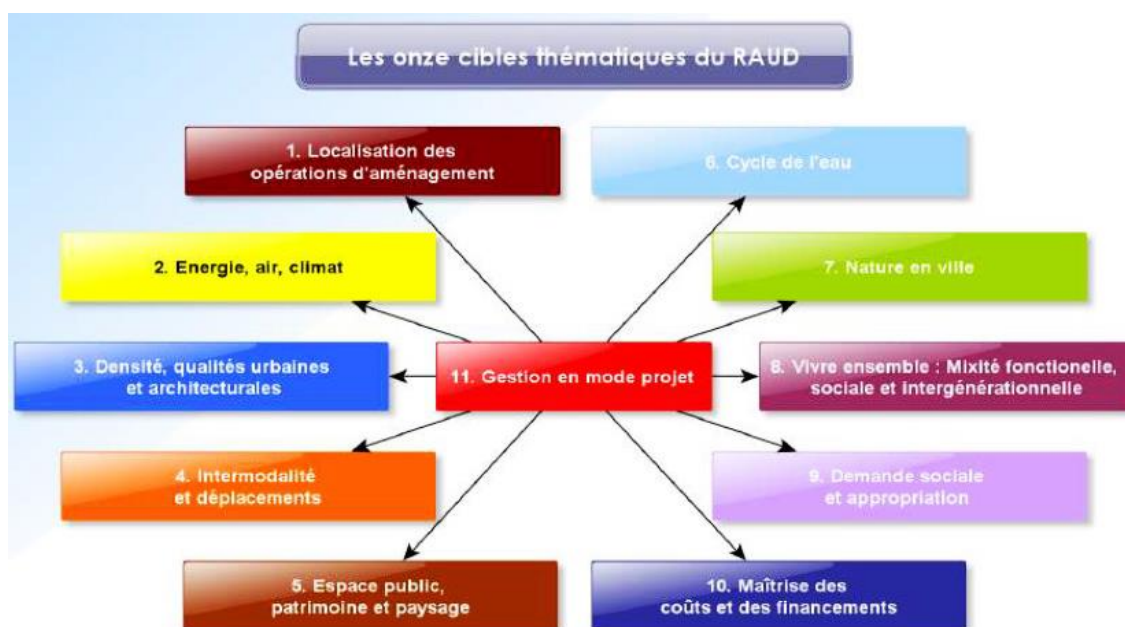 Les onze cibles thématiques du RAUD
1. Localisation des
opérations d'aménagement
2. Energie, air, climat
3. Densité, qualités urbaines
et architecturales
4. Intermodalité
et déplacements
5. Espace public,
patrimoine et paysage
11. Gestion en mode projet
6. Cycle de l'eau
7. Nature en ville
8. Vivre ensemble : Mixité fonctionelle,
sociale et intergénérationnelle
9. Demande sociale
et appropriation
10. Maîtrise des
coûts et des financements